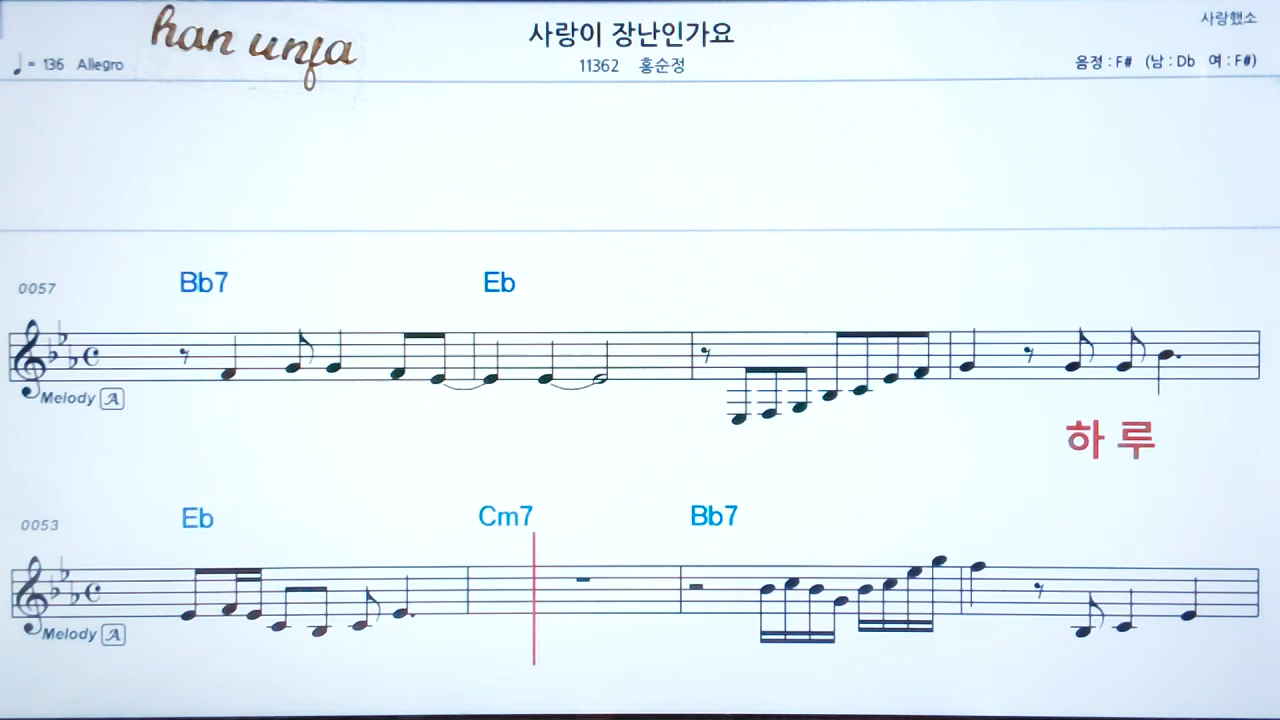 han unfa
사랑이 장난인가요
사랑했소
♩= 136 Allegro
11362 홍순정
음정 : F# (남 : Db 여 : F#)
0057 Bb7 Eb
Melody A
하 루
0053 Eb Cm7 Bb7
Melody A